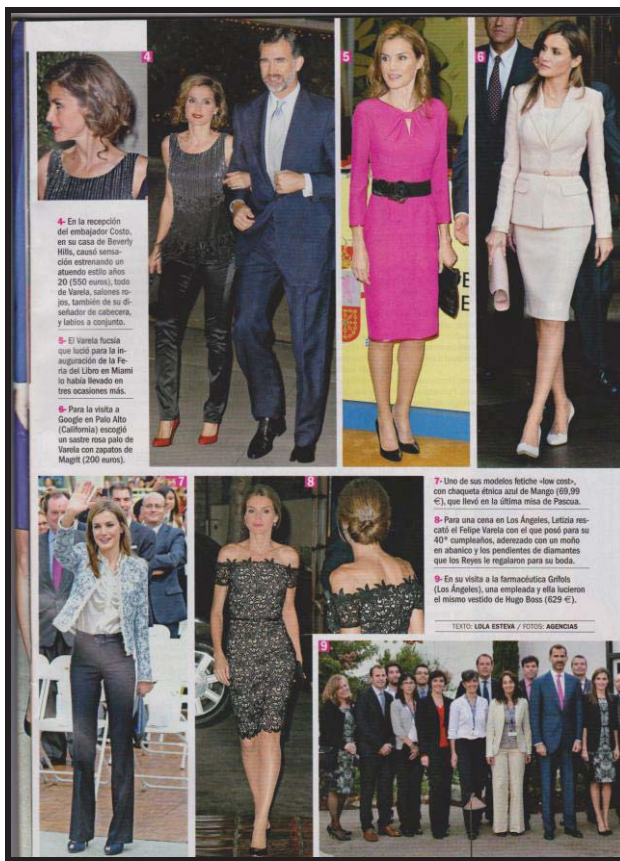 4
5
6
4- En la recepción
del embajador Costo,
en su casa de Beverly
Hills, causó sensa-
ción estrenando un
atuendo estilo años
20 (550 euros), todo
de Varela, salones ro-
jos, también de su di-
señador de cabecera,
y labios a conjunto.
5- El Varela fucsia
que lució para la in-
auguración de la Fe-
ria del Libro en Miami
lo había llevado en
tres ocasiones más.
6- Para la visita a
Google en Palo Alto
(California) escogió
un sastre rosa palo de
Varela con zapatos de
Magrit (200 euros).
7
8
7- Uno de sus modelos fetiche «low cost»,
con chaqueta étnica azul de Mango (69,99
€), que llevó en la última misa de Pascua.
8- Para una cena en Los Ángeles, Letizia res-
cató el Felipe Varela con el que posó para su
40º cumpleaños, aderezado con un moño
en abanico y los pendientes de diamantes
que los Reyes le regalaron para su boda.
9- En su visita a la farmacéutica Grifols
(Los Ángeles), una empleada y ella lucieron
el mismo vestido de Hugo Boss (629 €).
TEXTO: LOLA ESTEVA / FOTOS: AGENCIAS
9